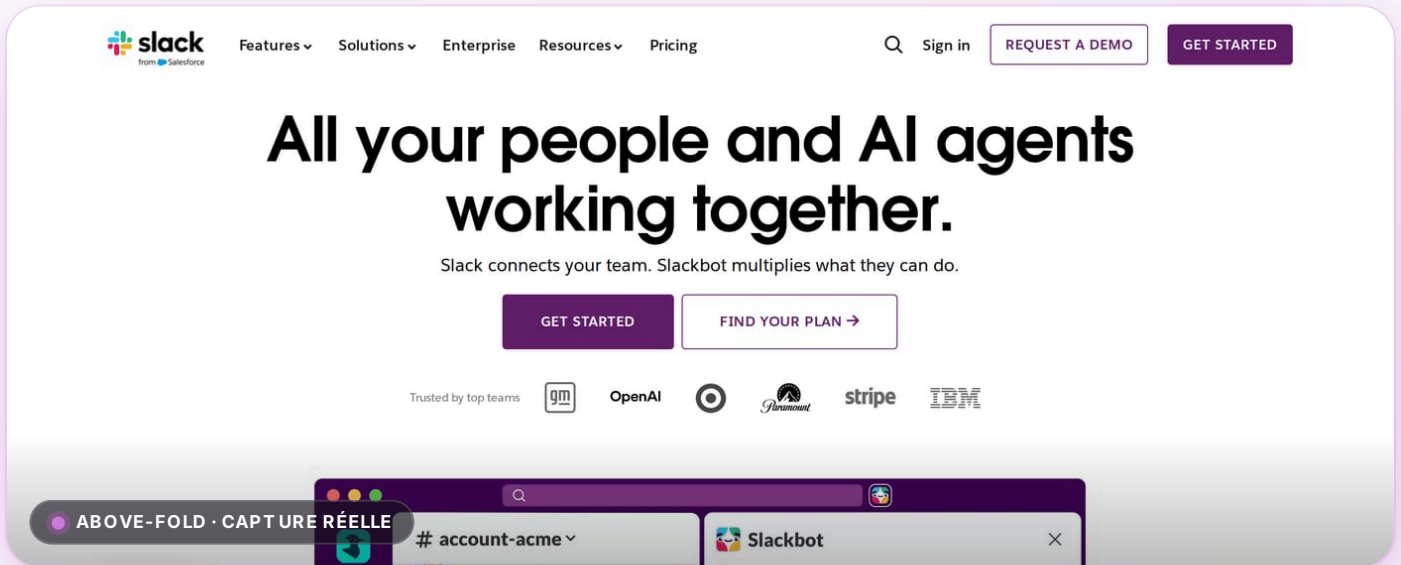 slack
from Salesforce
Features Solutions Enterprise Resources Pricing
Sign in
REQUEST A DEMO
GET STARTED
All your people and AI agents
working together.
Slack connects your team. Slackbot multiplies what they can do.
GET STARTED
FIND YOUR PLAN →
Trusted by top teams
gm
OpenAI
Paramount
stripe
IBM
ABOVE-FOLD · CAPTURE RÉELLE
# account-acme
Slackbot